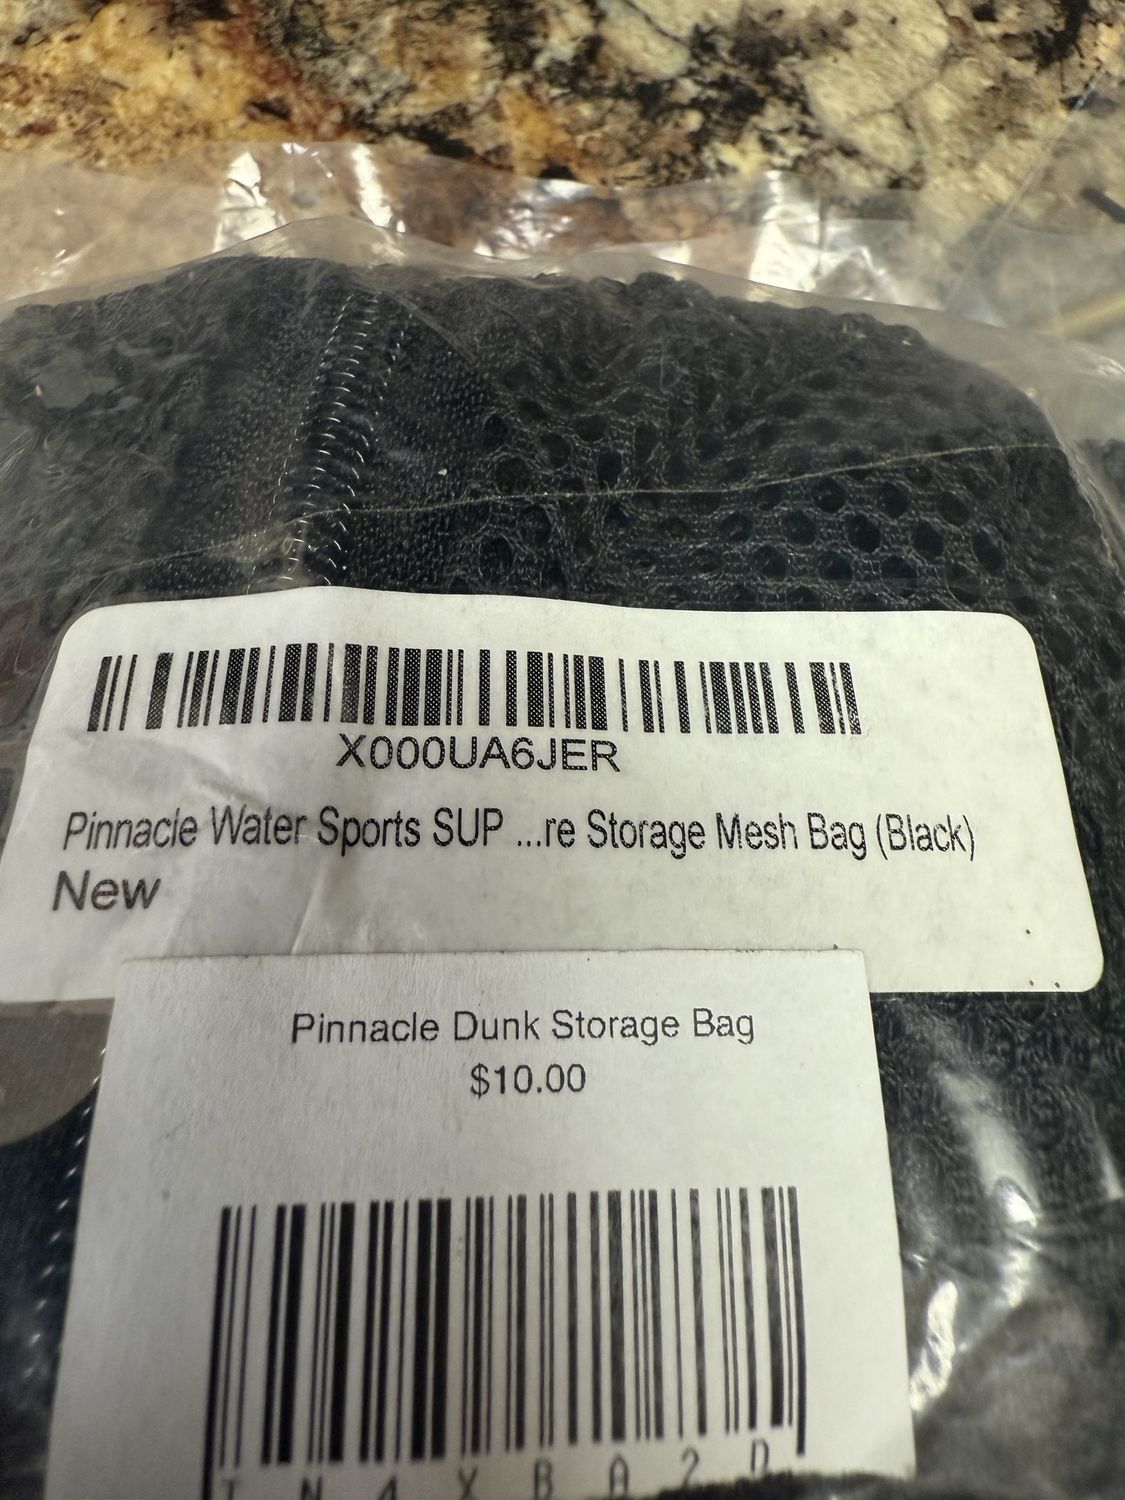 X000UA6JER
Pinnacle Water Sports SUP ...re Storage Mesh Bag (Black)
New
Pinnacle Dunk Storage Bag
$10.00